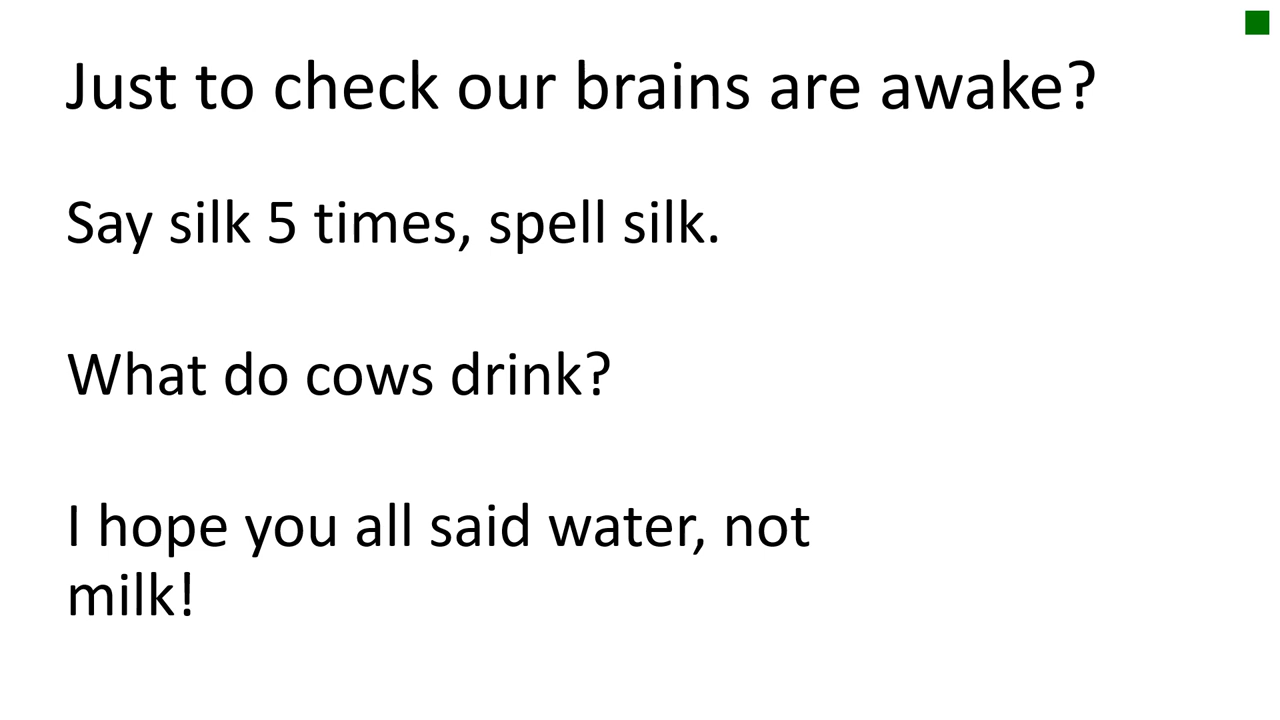 Just to check our brains are awake?
Say silk 5 times, spell silk.
What do cows drink?
I hope you all said water, not
milk!